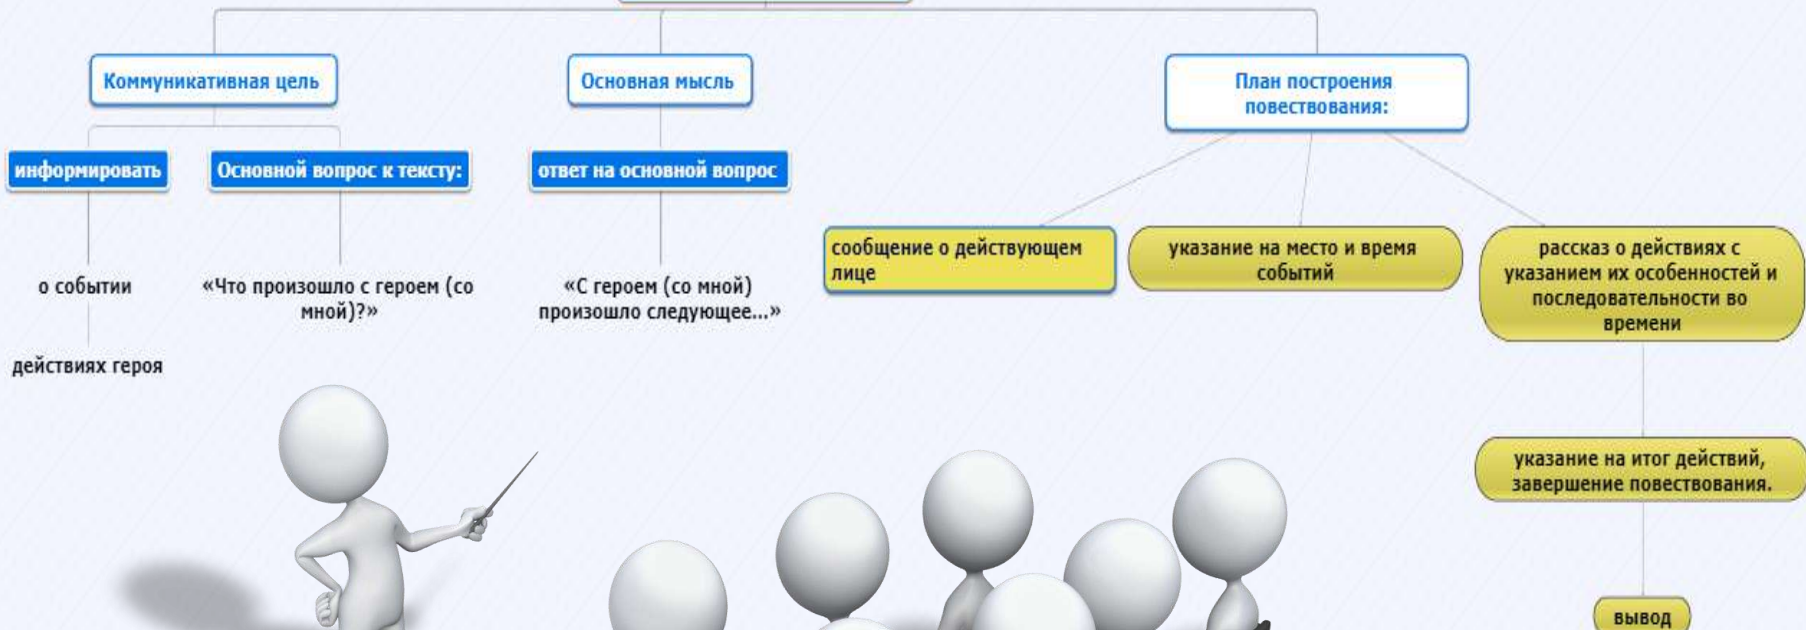 Коммуникативная цель
Основная мысль
План построения
повествования:
информировать
Основной вопрос к тексту:
ответ на основной вопрос
о событии
«Что произошло с героем (со
мной)?»
«С героем (со мной)
произошло следующее...»
сообщение о действующем
лице
указание на место и время
событий
рассказ о действиях с
указанием их особенностей и
последовательности во
времени
действиях героя
указание на итог действий,
завершение повествования.
вывод